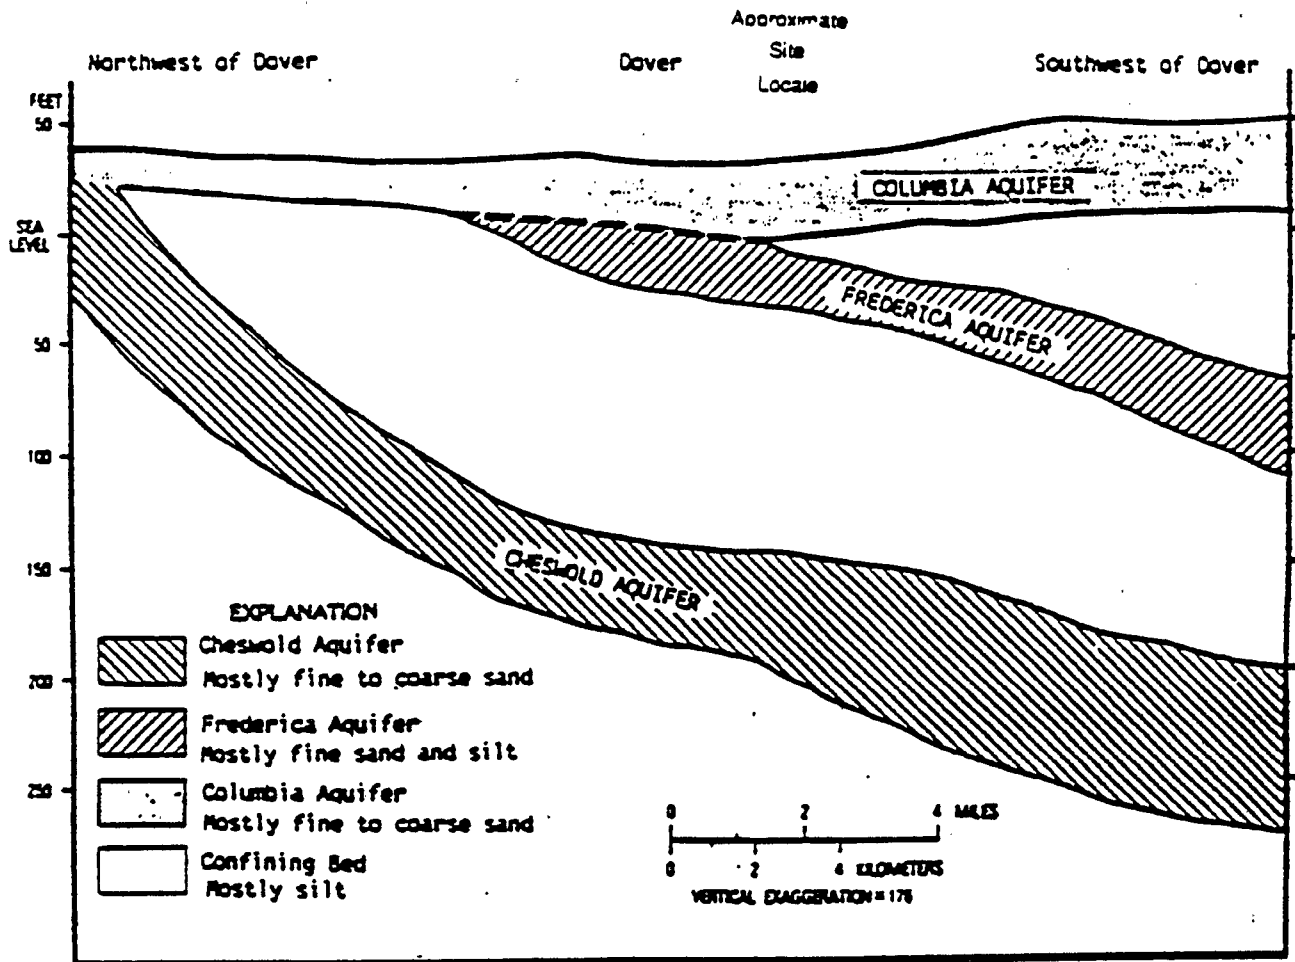 Approximate
Site
Locale
Northwest of Dover
Dover
Southwest of Dover
FEET
50
SEA
LEVEL
50
100
150
200
250
COLUMBIA AQUIFER
FREDERICA AQUIFER
CHESWOLD AQUIFER
EXPLANATION
Cheswold Aquifer
Mostly fine to coarse sand
Frederica Aquifer
Mostly fine sand and silt
Columbia Aquifer
Mostly fine to coarse sand
Confining Bed
Mostly silt
0 2 4 MILES
0 2 4 KILOMETERS
VERTICAL EXAGGERATION = 176